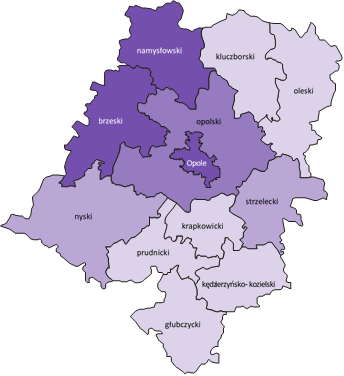 namysłowski
kluczborski
oleski
brzeski
opolski
Opole
strzelecki
nyski
krapkowicki
prudnicki
kędzierzyńsko-kozielski
głubczycki